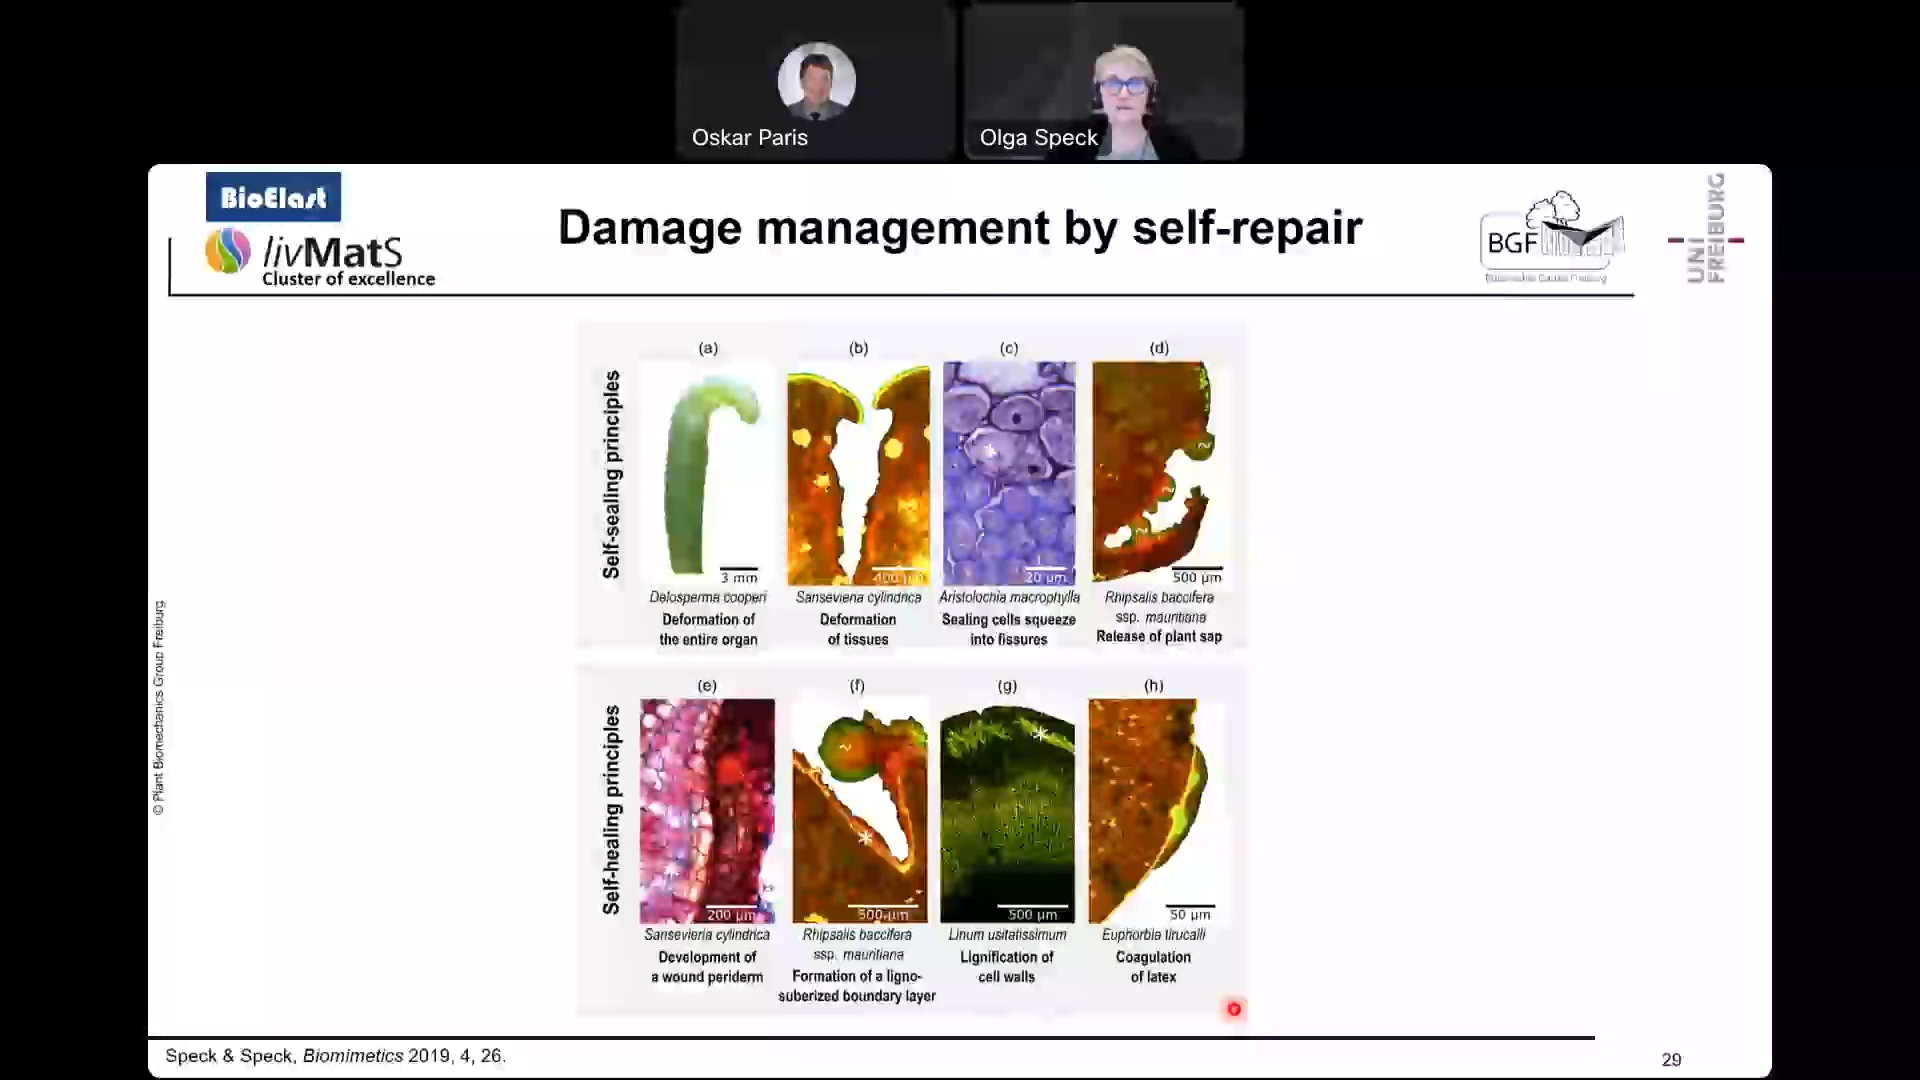 Oskar Paris
Olga Speck
BioElast
livMatS
Cluster of excellence
Damage management by self-repair
BGF
UNI
FREIBURG
Self-sealing principles
(a)
(b)
(c)
(d)
3 mm
400 µm
20 µm
500 µm
Delosperma cooperi
Deformation of
the entire organ
Sansevieria cylindrica
Deformation
of tissues
Aristolochia macrophylla
Sealing cells squeeze
into fissures
Rhipsalis baccifera
ssp. mauritiana
Release of plant sap
Self-healing principles
(e)
(f)
(g)
(h)
200 µm
500 µm
500 µm
50 µm
Sansevieria cylindrica
Development of
a wound periderm
Rhipsalis baccifera
ssp. mauritiana
Formation of a ligno-
suberized boundary layer
Linum usitatissimum
Lignification of
cell walls
Euphorbia tirucalli
Coagulation
of latex
© Plant Biomechanics Group Freiburg
Speck & Speck, Biomimetics 2019, 4, 26.
29